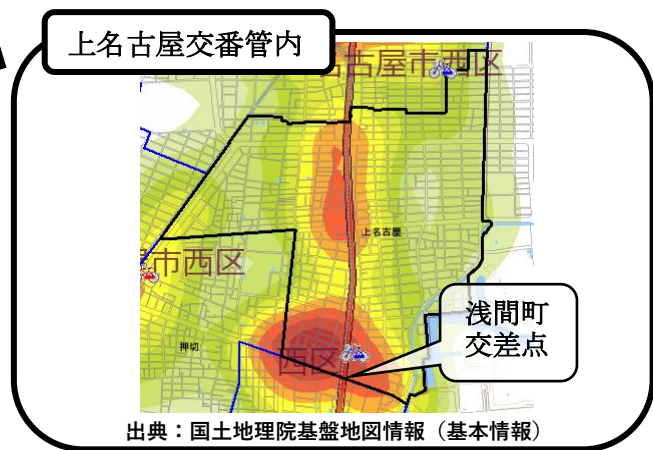 上名古屋交番管内
名古屋市西区
上名古屋
市西区
押切
西区
浅間町
交差点
出典：国土地理院基盤地図情報（基本情報）